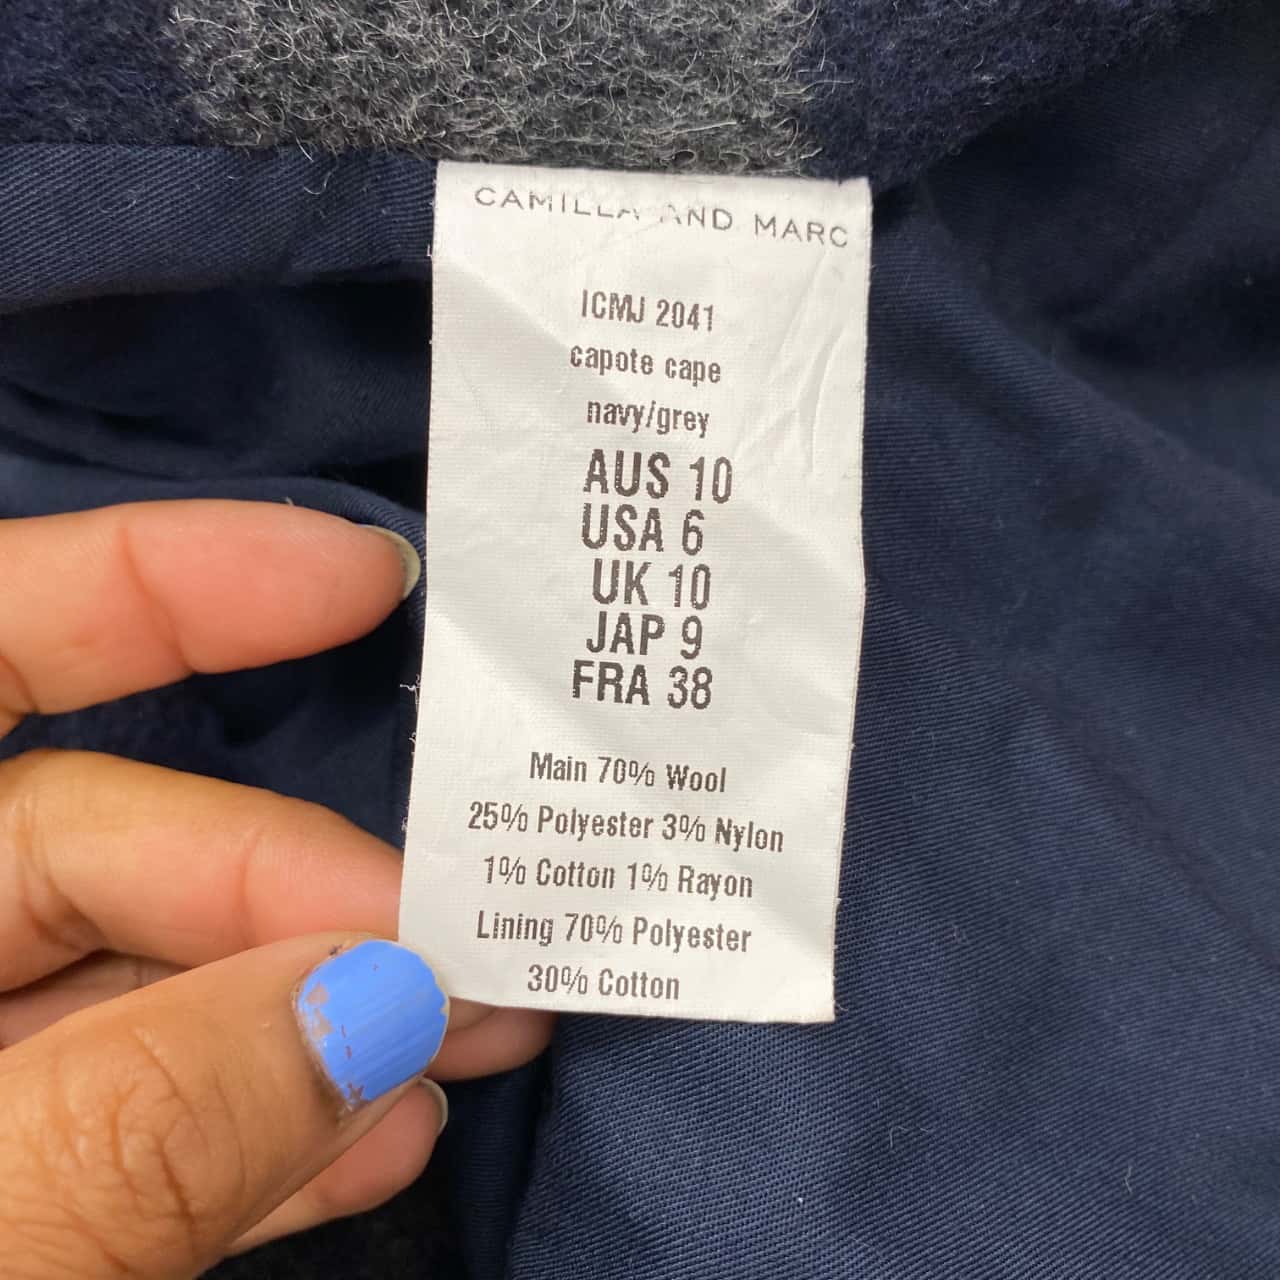 CAMILLA AND MARC
ICMJ 2041
capote cape
navy/grey
AUS 10
USA 6
UK 10
JAP 9
FRA 38
Main 70% Wool
25% Polyester 3% Nylon
1% Cotton 1% Rayon
Lining 70% Polyester
30% Cotton